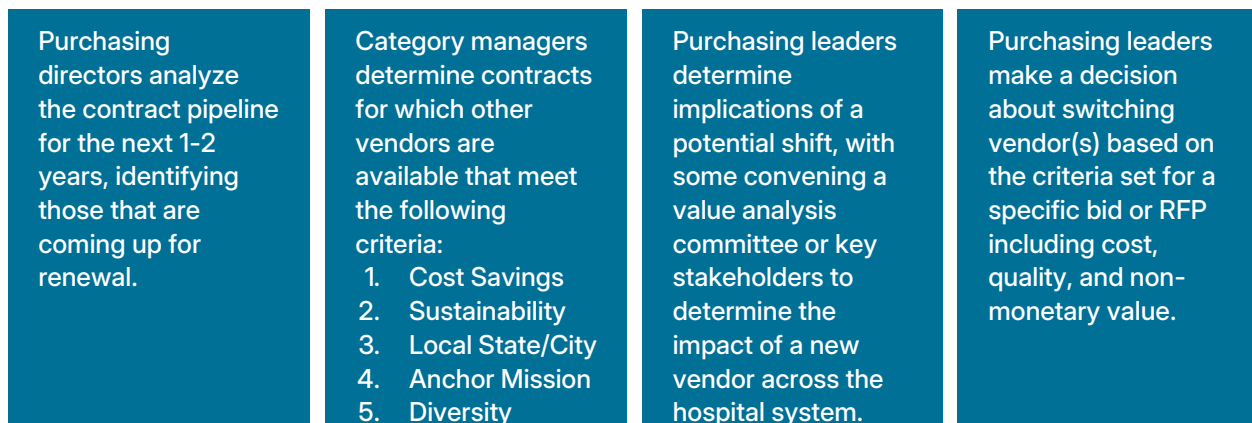 Purchasing
directors analyze
the contract pipeline
for the next 1-2
years, identifying
those that are
coming up for
renewal.
Category managers
determine contracts
for which other
vendors are
available that meet
the following
criteria:
1. Cost Savings
2. Sustainability
3. Local State/City
4. Anchor Mission
5. Diversity
Purchasing leaders
determine
implications of a
potential shift, with
some convening a
value analysis
committee or key
stakeholders to
determine the
impact of a new
vendor across the
hospital system.
Purchasing leaders
make a decision
about switching
vendor(s) based on
the criteria set for a
specific bid or RFP
including cost,
quality, and non-
monetary value.